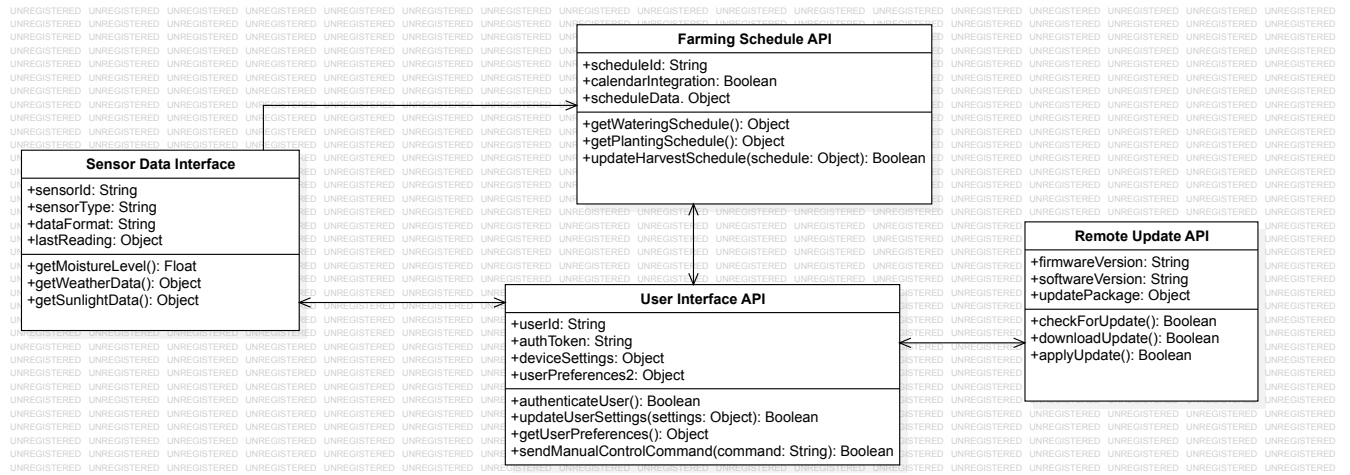 Farming Schedule API
+scheduleId: String
+calendarIntegration: Boolean
+scheduleData. Object
+getWateringSchedule(): Object
+getPlantingSchedule(): Object
+updateHarvestSchedule(schedule: Object): Boolean
Sensor Data Interface
+sensorId: String
+sensorType: String
+dataFormat: String
+lastReading: Object
+getMoistureLevel(): Float
+getWeatherData(): Object
+getSunlightData(): Object
Remote Update API
+firmwareVersion: String
+softwareVersion: String
+updatePackage: Object
+checkForUpdate(): Boolean
+downloadUpdate(): Boolean
+applyUpdate(): Boolean
User Interface API
+userId: String
+authToken: String
+deviceSettings: Object
+userPreferences2: Object
+authenticateUser(): Boolean
+updateUserSettings(settings: Object): Boolean
+getUserPreferences(): Object
+sendManualControlCommand(command: String): Boolean
UNREGISTERED